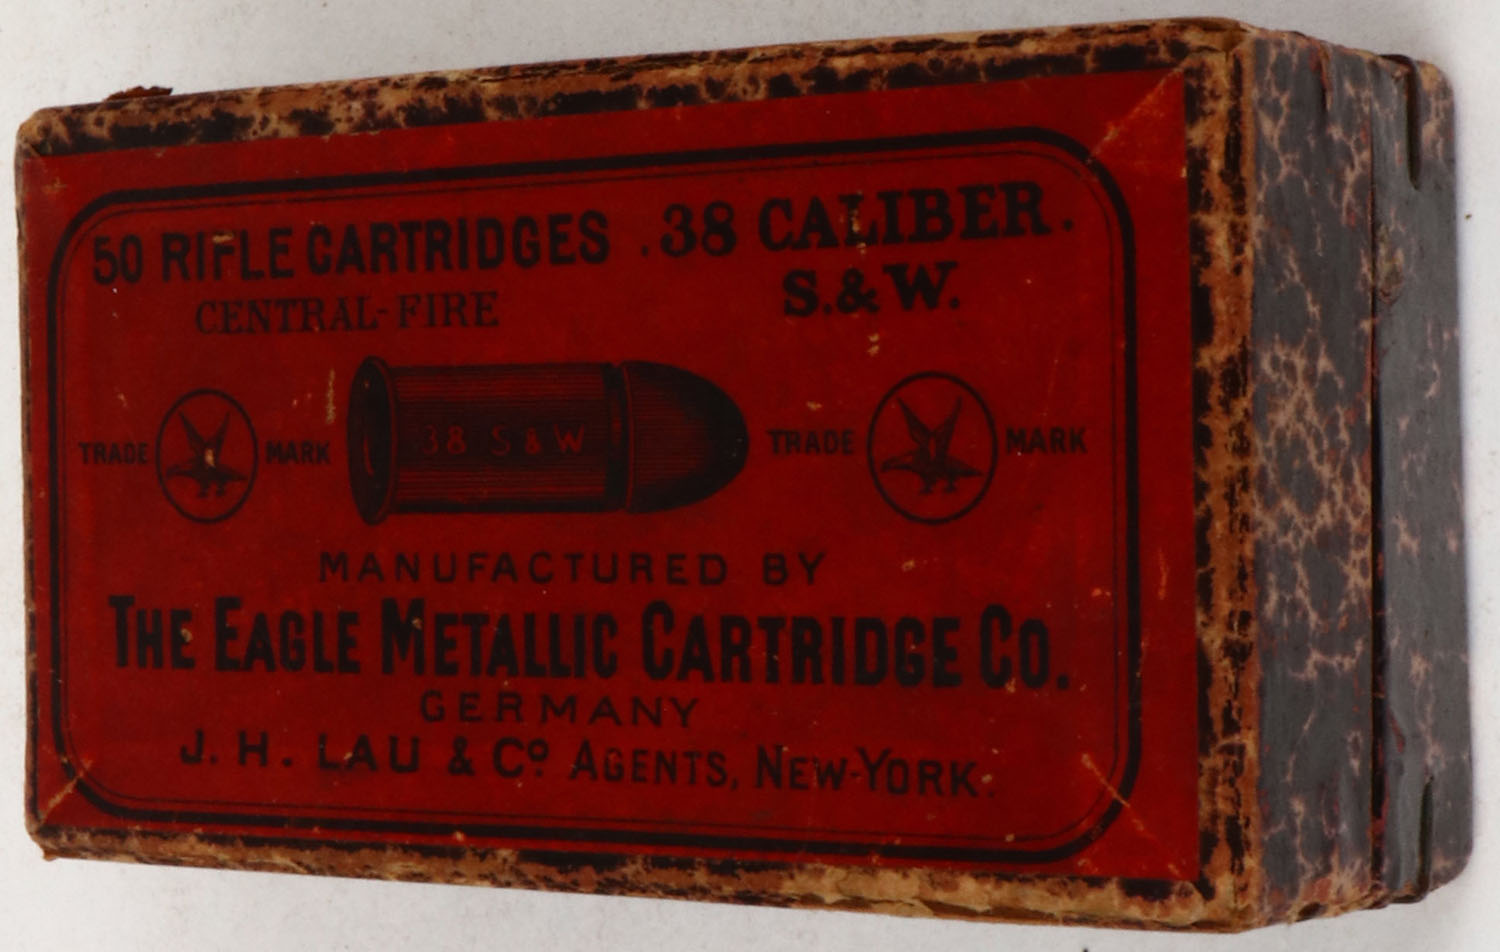 50 RIFLE CARTRIDGES .38 CALIBER.
CENTRAL-FIRE S.&W.
TRADE MARK 38 S&W TRADE MARK
MANUFACTURED BY
THE EAGLE METALLIC CARTRIDGE CO.
GERMANY
J. H. LAU & Cº AGENTS, NEW-YORK.